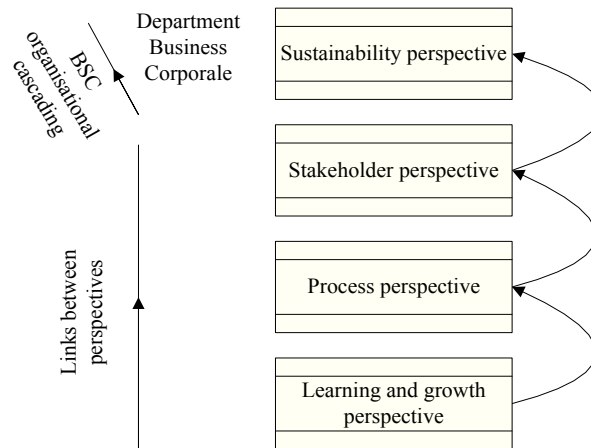 Department
Business
Corporale
BSC
organisational
cascading
Sustainability perspective
Stakeholder perspective
Links between
perspectives
Process perspective
Learning and growth
perspective